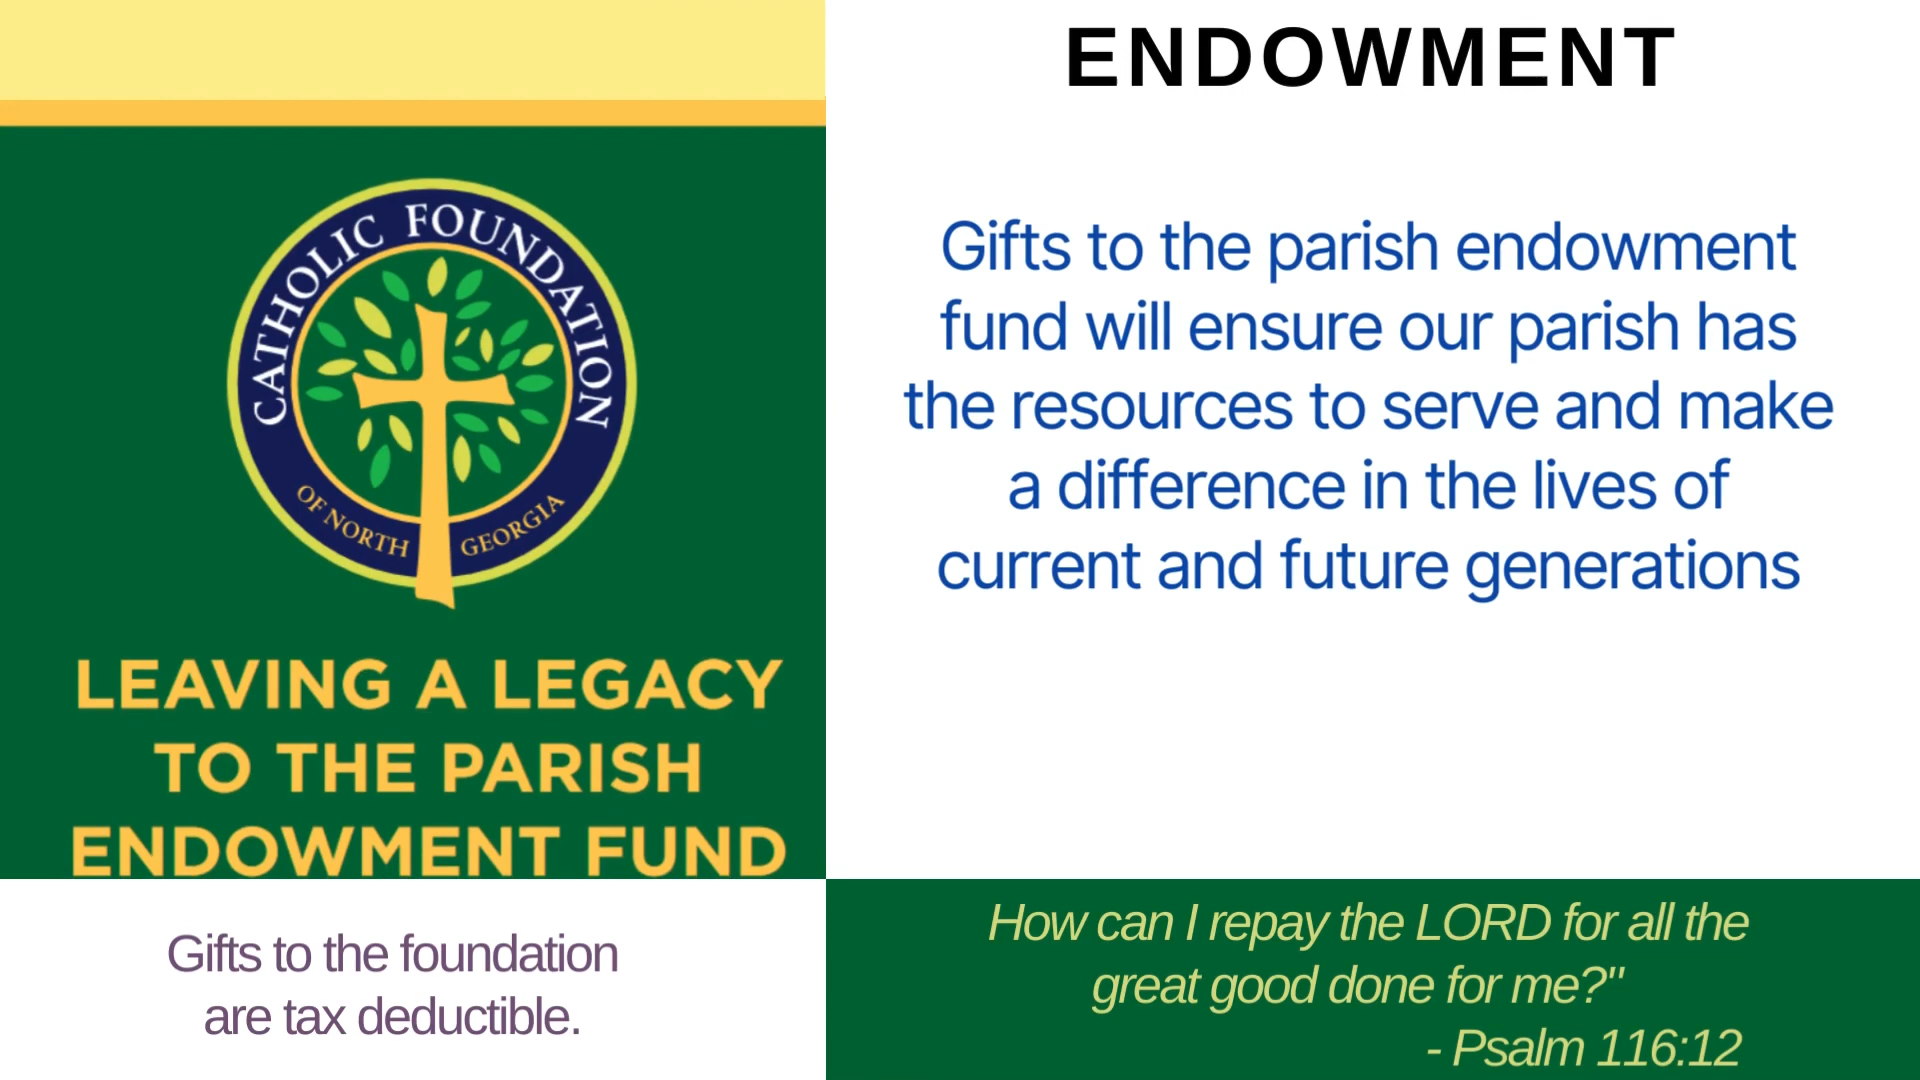 CATHOLIC FOUNDATION
OF NORTH GEORGIA
LEAVING A LEGACY
TO THE PARISH
ENDOWMENT FUND
Gifts to the foundation
are tax deductible.
ENDOWMENT
Gifts to the parish endowment
fund will ensure our parish has
the resources to serve and make
a difference in the lives of
current and future generations
How can I repay the LORD for all the
great good done for me?"
- Psalm 116:12